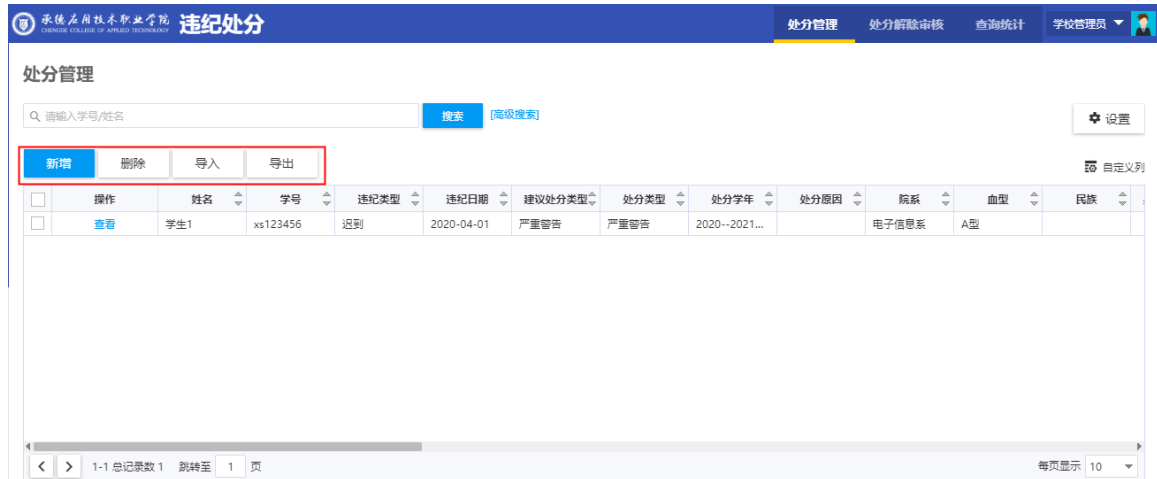 承德应用技术职业学院 违纪处分 处分管理 处分解除审核 查询统计 学校管理员
CHENGDE COLLEGE OF APPLIED TECHNOLOGY
处分管理
请输入学号/姓名 搜索 [高级搜索] 设置
新增 删除 导入 导出 自定义列
操作 姓名 学号 违纪类型 违纪日期 建议处分类型 处分类型 处分学年 处分原因 院系 血型 民族
查看 学生1 xs123456 迟到 2020-04-01 严重警告 严重警告 2020--2021... 电子信息系 A型
1-1 总记录数 1 跳转至 1 页 每页显示 10